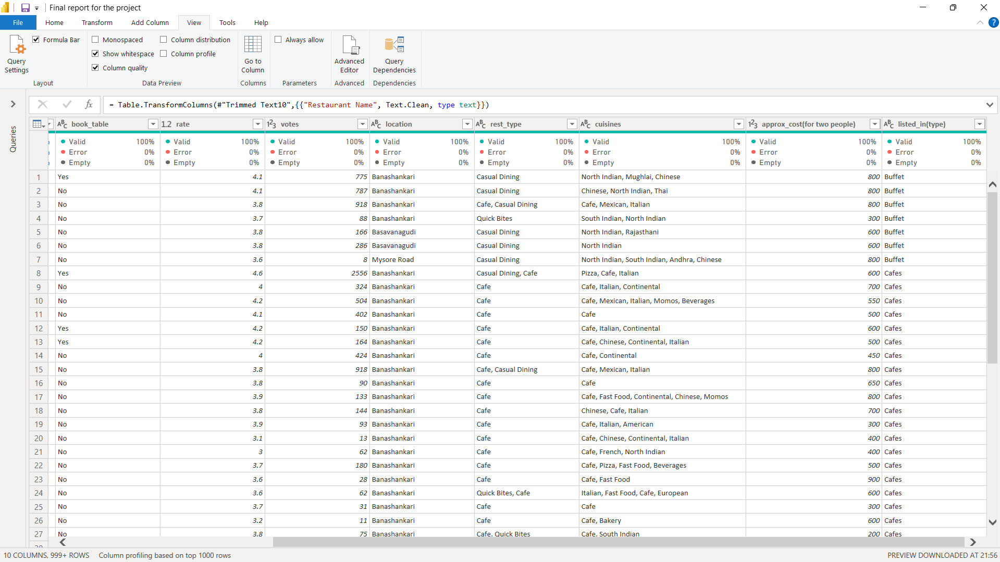 Final report for the project
File Home Transform Add Column View Tools Help
Formula Bar Monospaced Column distribution Always allow
Show whitespace Column profile
Column quality
Query Settings Go to Column Advanced Editor Query Dependencies
Layout Data Preview Columns Parameters Advanced Dependencies
Queries
fx = Table.TransformColumns(#"Trimmed Text10",{{"Restaurant Name", Text.Clean, type text}})
ABC book_table 1.2 rate 123 votes ABC location ABC rest_type ABC cuisines 123 approx_cost(for two people) ABC listed_in(type)
Valid 100% Valid 100% Valid 100% Valid 100% Valid 100% Valid 100% Valid 100% Valid 100%
Error 0% Error 0% Error 0% Error 0% Error 0% Error 0% Error 0% Error 0%
Empty 0% Empty 0% Empty 0% Empty 0% Empty 0% Empty 0% Empty 0% Empty 0%
1 Yes 4.1 775 Banashankari Casual Dining North Indian, Mughlai, Chinese 800 Buffet
2 No 4.1 787 Banashankari Casual Dining Chinese, North Indian, Thai 800 Buffet
3 No 3.8 918 Banashankari Cafe, Casual Dining Cafe, Mexican, Italian 800 Buffet
4 No 3.7 88 Banashankari Quick Bites South Indian, North Indian 300 Buffet
5 No 3.8 166 Basavanagudi Casual Dining North Indian, Rajasthani 600 Buffet
6 No 3.8 286 Basavanagudi Casual Dining North Indian 600 Buffet
7 No 3.6 8 Mysore Road Casual Dining North Indian, South Indian, Andhra, Chinese 800 Buffet
8 Yes 4.6 2556 Banashankari Casual Dining, Cafe Pizza, Cafe, Italian 600 Cafes
9 No 4 324 Banashankari Cafe Cafe, Italian, Continental 700 Cafes
10 No 4.2 504 Banashankari Cafe Cafe, Mexican, Italian, Momos, Beverages 550 Cafes
11 No 4.1 402 Banashankari Cafe Cafe 500 Cafes
12 Yes 4.2 150 Banashankari Cafe Cafe, Italian, Continental 600 Cafes
13 Yes 4.2 164 Banashankari Cafe Cafe, Chinese, Continental, Italian 500 Cafes
14 No 4 424 Banashankari Cafe Cafe, Continental 450 Cafes
15 No 3.8 918 Banashankari Cafe, Casual Dining Cafe, Mexican, Italian 800 Cafes
16 No 3.8 90 Banashankari Cafe Cafe 650 Cafes
17 No 3.9 133 Banashankari Cafe Cafe, Fast Food, Continental, Chinese, Momos 800 Cafes
18 No 3.8 144 Banashankari Cafe Chinese, Cafe, Italian 700 Cafes
19 No 3.9 93 Banashankari Cafe Cafe, Italian, American 300 Cafes
20 No 3.1 13 Banashankari Cafe Cafe, Chinese, Continental, Italian 400 Cafes
21 No 3 62 Banashankari Cafe Cafe, French, North Indian 400 Cafes
22 No 3.7 180 Banashankari Cafe Cafe, Pizza, Fast Food, Beverages 500 Cafes
23 No 3.6 28 Banashankari Cafe Cafe, Fast Food 900 Cafes
24 No 3.6 62 Banashankari Quick Bites, Cafe Italian, Fast Food, Cafe, European 600 Cafes
25 No 3.7 31 Banashankari Cafe Cafe 300 Cafes
26 No 3.2 11 Banashankari Cafe Cafe, Bakery 600 Cafes
27 No 3.8 75 Banashankari Cafe, Quick Bites Cafe, South Indian 200 Cafes
10 COLUMNS, 999+ ROWS Column profiling based on top 1000 rows PREVIEW DOWNLOADED AT 21:56